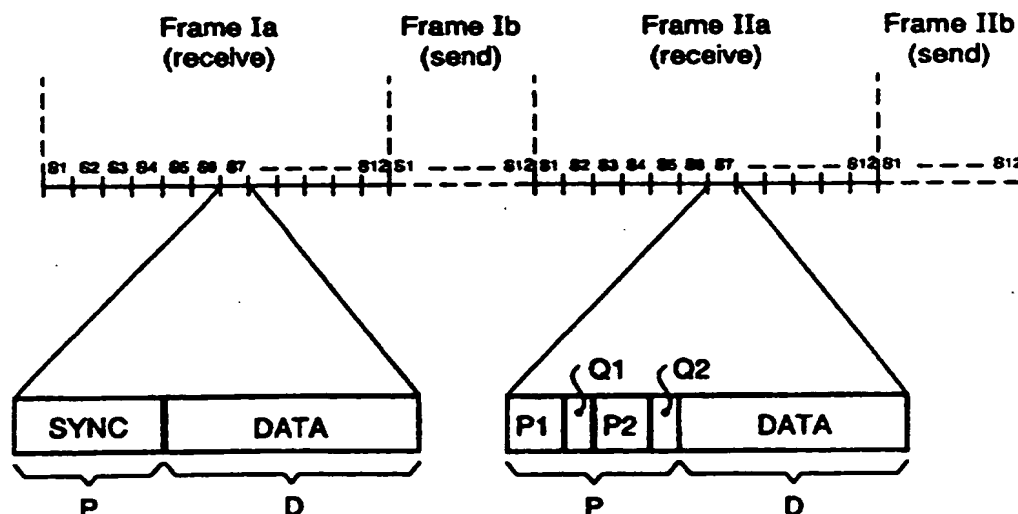 Frame Ia Frame Ib Frame IIa Frame IIb
(receive) (send) (receive) (send)
S1 S2 S3 S4 S5 S6 S7 S12 S1 S12 S1 S2 S3 S4 S5 S6 S7 S12 S1 S12
Q1 Q2
SYNC DATA P1 P2 DATA
P D P D